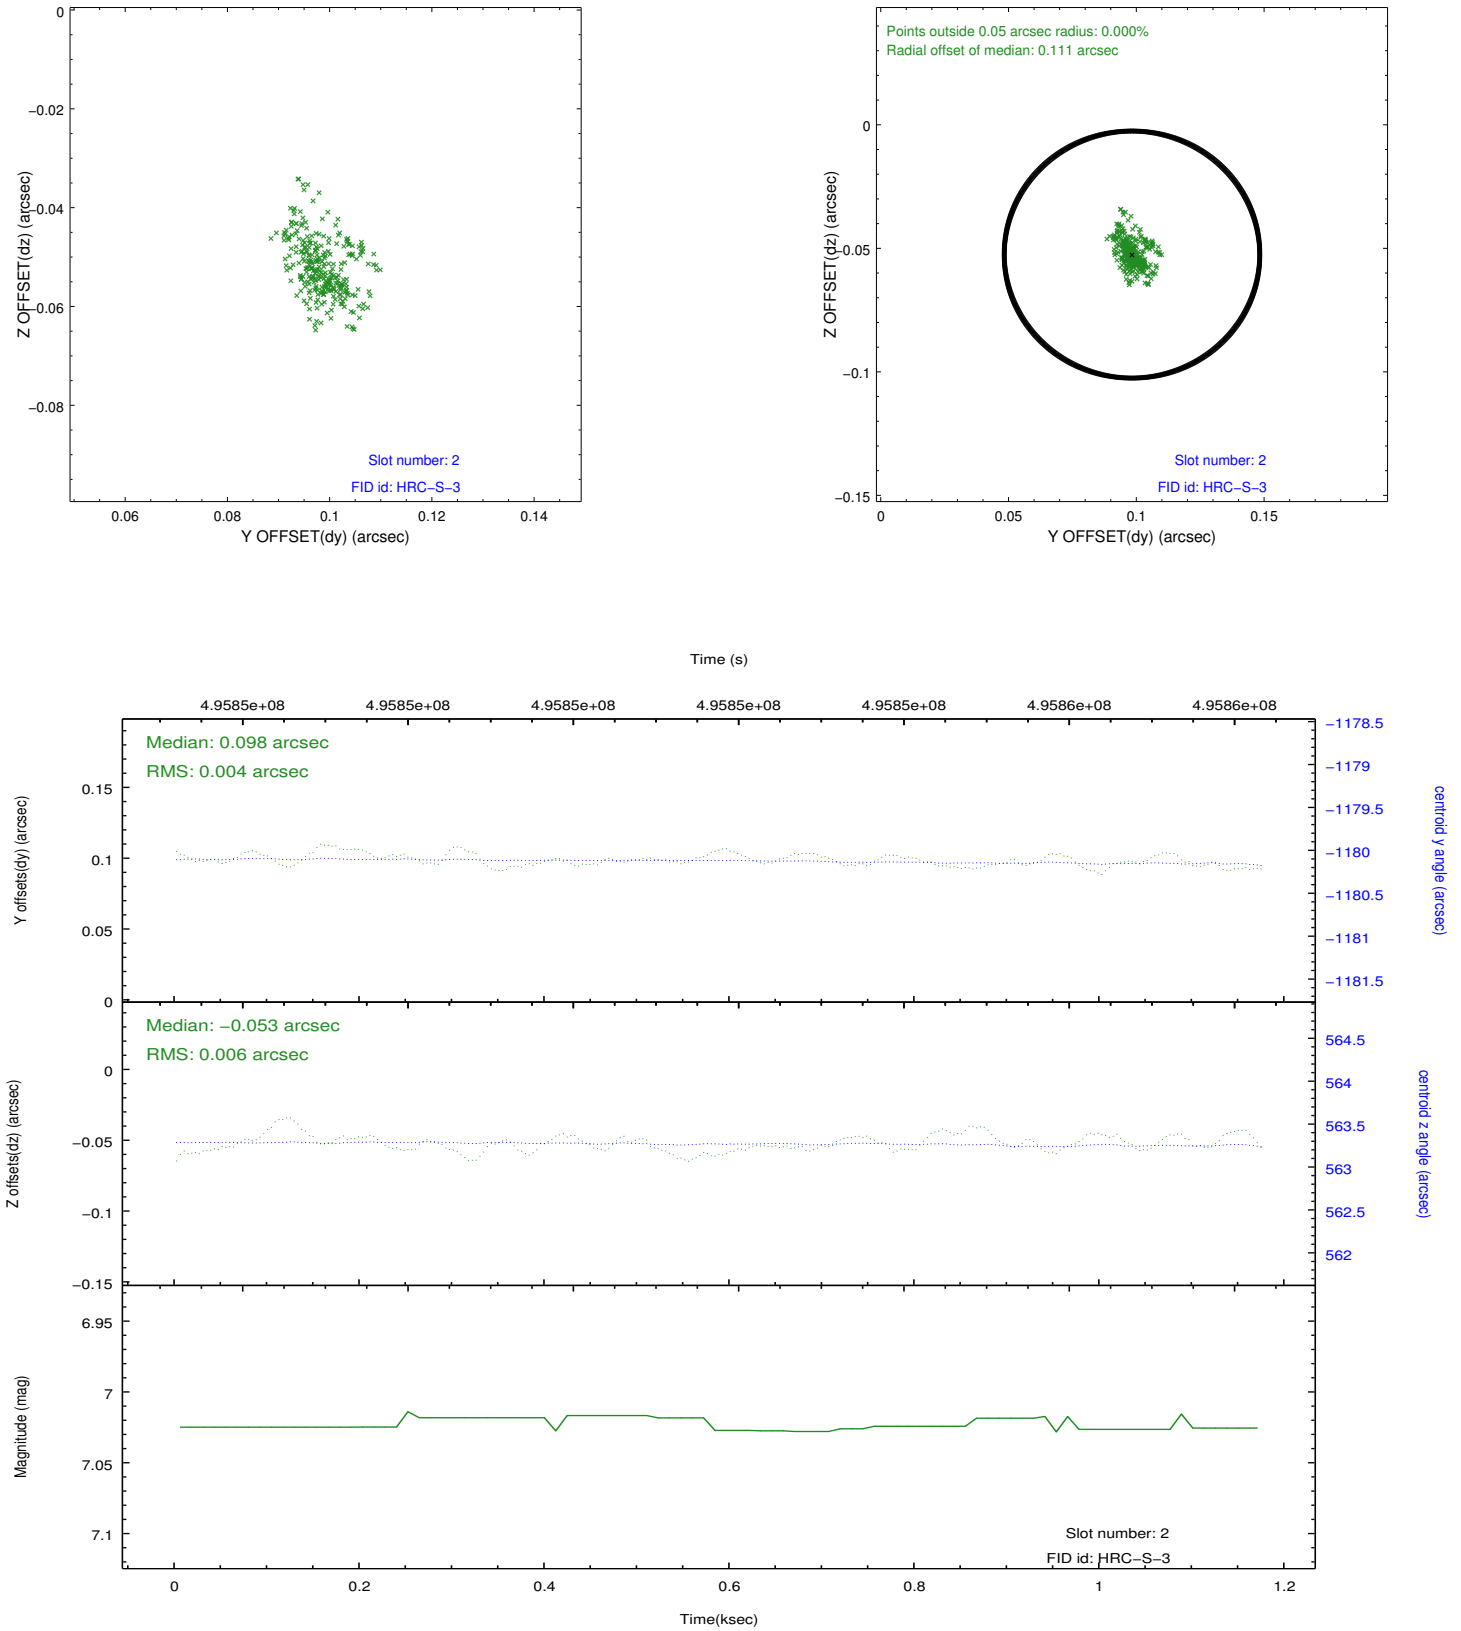 0
−0.02
−0.04
−0.06
−0.08
Z OFFSET(dz) (arcsec)
Slot number: 2
FID id: HRC−S−3
0.06
0.08
0.1
0.12
0.14
Y OFFSET(dy) (arcsec)
Points outside 0.05 arcsec radius: 0.000%
Radial offset of median: 0.111 arcsec
0
−0.05
−0.1
−0.15
Z OFFSET(dz) (arcsec)
Slot number: 2
FID id: HRC−S−3
0
0.05
0.1
0.15
Y OFFSET(dy) (arcsec)
Time (s)
4.9585e+08
4.9585e+08
4.9585e+08
4.9585e+08
4.9585e+08
4.9586e+08
4.9586e+08
Median: 0.098 arcsec
RMS: 0.004 arcsec
0.15
0.1
0.05
0
Y offsets(dy) (arcsec)
−1178.5
−1179
−1179.5
−1180
−1180.5
−1181
−1181.5
centroid y angle (arcsec)
Median: −0.053 arcsec
RMS: 0.006 arcsec
0
−0.05
−0.1
−0.15
Z offsets(dz) (arcsec)
564.5
564
563.5
563
562.5
562
centroid z angle (arcsec)
6.95
7
7.05
7.1
Magnitude (mag)
Slot number: 2
FID id: HRC−S−3
0
0.2
0.4
0.6
0.8
1
1.2
Time(ksec)